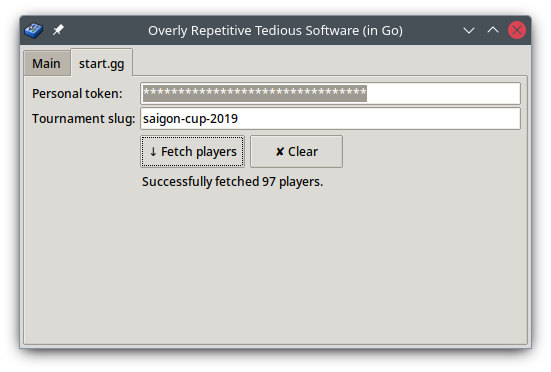 Overly Repetitive Tedious Software (in Go)
Main start.gg
Personal token: ********************************
Tournament slug: saigon-cup-2019
↓ Fetch players ✘ Clear
Successfully fetched 97 players.